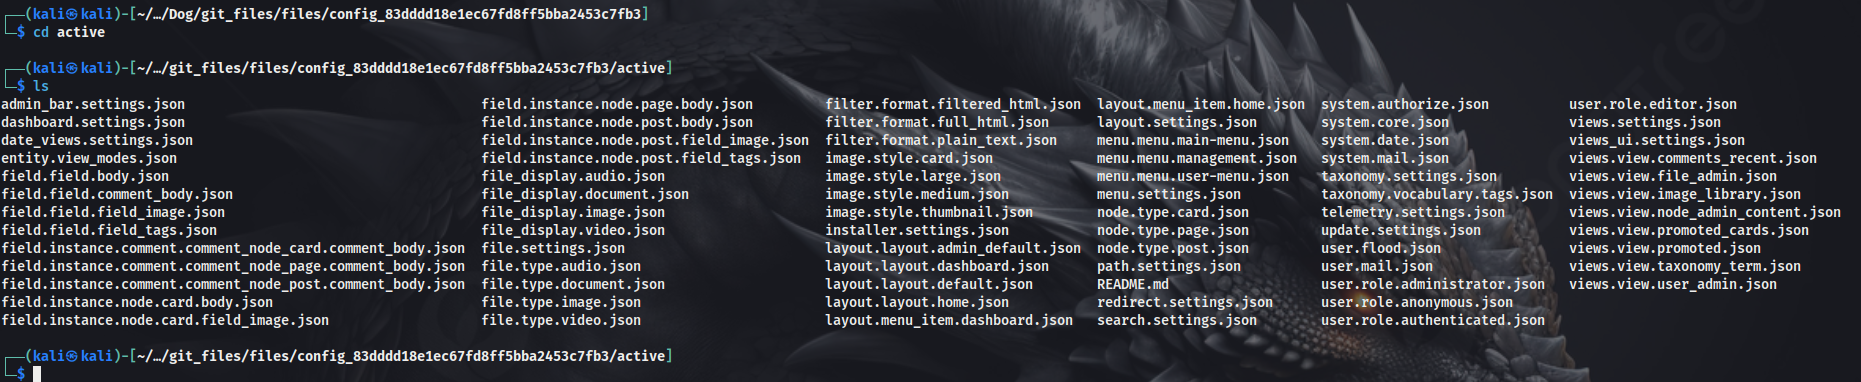 ┌──(kali㉿kali)-[~/…/Dog/git_files/files/config_83dddd18e1ec67fd8ff5bba2453c7fb3]
└─$ cd active
┌──(kali㉿kali)-[~/…/git_files/files/config_83dddd18e1ec67fd8ff5bba2453c7fb3/active]
└─$ ls
admin_bar.settings.json field.instance.node.page.body.json filter.format.filtered_html.json layout.menu_item.home.json system.authorize.json user.role.editor.json
dashboard.settings.json field.instance.node.post.body.json filter.format.full_html.json layout.settings.json system.core.json views.settings.json
date_views.settings.json field.instance.node.post.field_image.json filter.format.plain_text.json menu.menu.main-menu.json system.date.json views_ui.settings.json
entity.view_modes.json field.instance.node.post.field_tags.json image.style.card.json menu.menu.management.json system.mail.json views.view.comments_recent.json
field.field.body.json file_display.audio.json image.style.large.json menu.menu.user-menu.json taxonomy.settings.json views.view.file_admin.json
field.field.comment_body.json file_display.document.json image.style.medium.json menu.settings.json taxonomy.vocabulary.tags.json views.view.image_library.json
field.field.field_image.json file_display.image.json image.style.thumbnail.json node.type.card.json telemetry.settings.json views.view.node_admin_content.json
field.field.field_tags.json file_display.video.json installer.settings.json node.type.page.json update.settings.json views.view.promoted_cards.json
field.instance.comment.comment_node_card.comment_body.json file.settings.json layout.layout.admin_default.json node.type.post.json user.flood.json views.view.promoted.json
field.instance.comment.comment_node_page.comment_body.json file.type.audio.json layout.layout.dashboard.json path.settings.json user.mail.json views.view.taxonomy_term.json
field.instance.comment.comment_node_post.comment_body.json file.type.document.json layout.layout.default.json README.md user.role.administrator.json views.view.user_admin.json
field.instance.node.card.body.json file.type.image.json layout.layout.home.json redirect.settings.json user.role.anonymous.json
field.instance.node.card.field_image.json file.type.video.json layout.menu_item.dashboard.json search.settings.json user.role.authenticated.json
┌──(kali㉿kali)-[~/…/git_files/files/config_83dddd18e1ec67fd8ff5bba2453c7fb3/active]
└─$